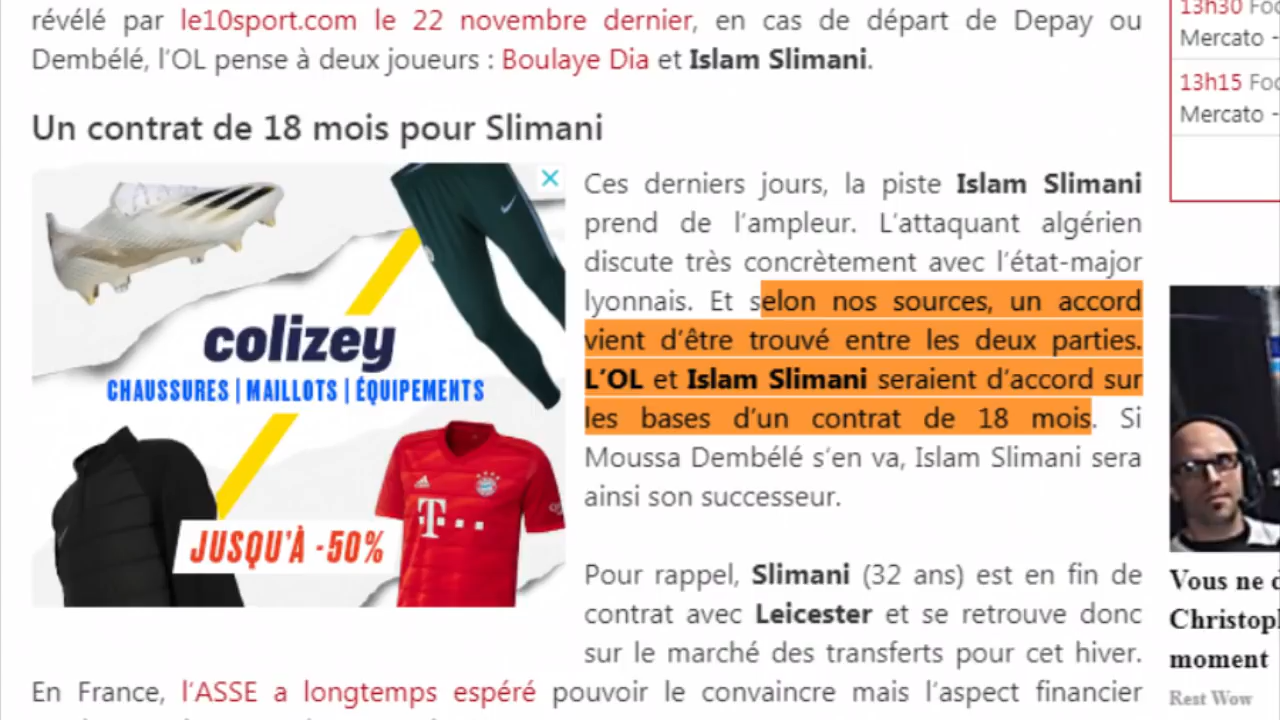 révélé par le10sport.com le 22 novembre dernier, en cas de départ de Depay ou
Dembélé, l'OL pense à deux joueurs : Boulaye Dia et Islam Slimani.
Un contrat de 18 mois pour Slimani
colizey
CHAUSSURES | MAILLOTS | ÉQUIPEMENTS
JUSQU'À -50%
T...
Ces derniers jours, la piste Islam Slimani
prend de l'ampleur. L'attaquant algérien
discute très concrètement avec l'état-major
lyonnais. Et selon nos sources, un accord
vient d'être trouvé entre les deux parties.
L'OL et Islam Slimani seraient d'accord sur
les bases d'un contrat de 18 mois. Si
Moussa Dembélé s'en va, Islam Slimani sera
ainsi son successeur.
Pour rappel, Slimani (32 ans) est en fin de
contrat avec Leicester et se retrouve donc
sur le marché des transferts pour cet hiver.
En France, l'ASSE a longtemps espéré pouvoir le convaincre mais l'aspect financier
13h30 Foo
Mercato -
13h15 Foo
Mercato -
Vous ne d
Christoph
moment
Rest Wow